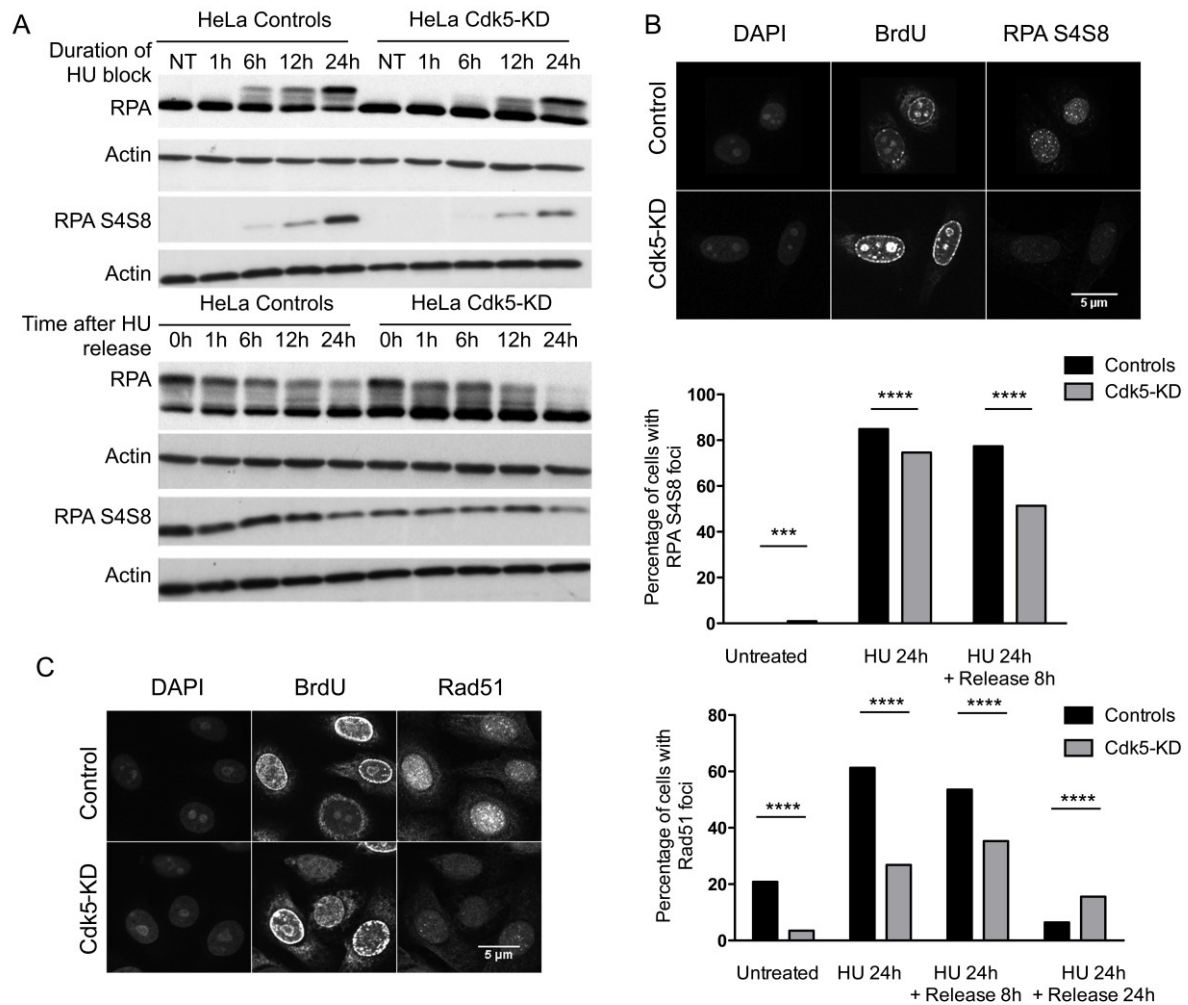 A
HeLa Controls HeLa Cdk5-KD
Duration of
HU block
NT 1h 6h 12h 24h NT 1h 6h 12h 24h
RPA
Actin
RPA S4S8
Actin
HeLa Controls HeLa Cdk5-KD
Time after HU
release
0h 1h 6h 12h 24h 0h 1h 6h 12h 24h
RPA
Actin
RPA S4S8
Actin
B
DAPI BrdU RPA S4S8
Control
Cdk5-KD
5 µm
Controls
Cdk5-KD
Percentage of cells with
RPA S4S8 foci
100
80
60
40
20
0
***
****
****
Untreated
HU 24h
HU 24h
+ Release 8h
C
DAPI BrdU Rad51
Control
Cdk5-KD
5 µm
Controls
Cdk5-KD
Percentage of cells with
Rad51 foci
80
60
40
20
0
****
****
****
****
Untreated
HU 24h
HU 24h
+ Release 8h
HU 24h
+ Release 24h